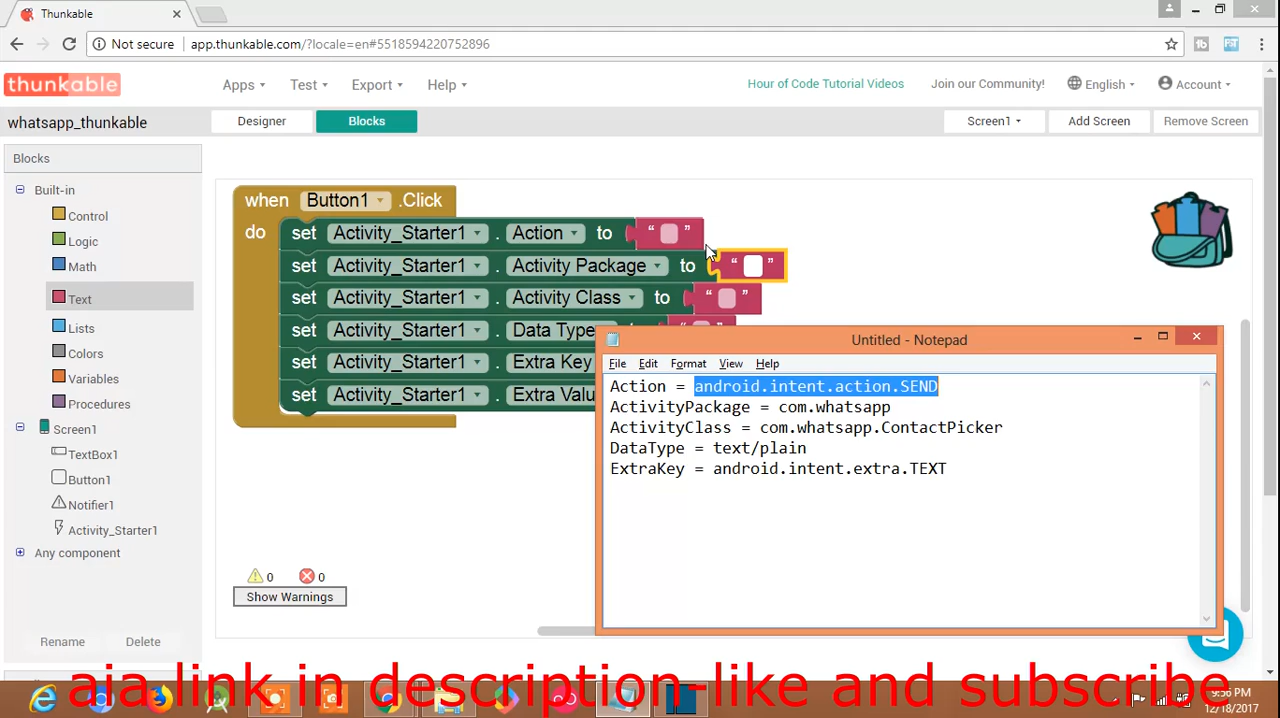 Thunkable
Not secure app.thunkable.com/?locale=en#5518594220752896
thunkable Apps Test Export Help Hour of Code Tutorial Videos Join our Community! English Account
whatsapp_thunkable Designer Blocks Screen1 Add Screen Remove Screen
Blocks
Built-in
Control
Logic
Math
Text
Lists
Colors
Variables
Procedures
Screen1
TextBox1
Button1
Notifier1
Activity_Starter1
Any component
Rename Delete
when Button1 .Click
do set Activity_Starter1 . Action to “ ”
set Activity_Starter1 . Activity Package to “ ”
set Activity_Starter1 . Activity Class to “ ”
set Activity_Starter1 . Data Type
set Activity_Starter1 . Extra Key
set Activity_Starter1 . Extra Valu
0 0
Show Warnings
Untitled - Notepad
File Edit Format View Help
Action = android.intent.action.SEND
ActivityPackage = com.whatsapp
ActivityClass = com.whatsapp.ContactPicker
DataType = text/plain
ExtraKey = android.intent.extra.TEXT
aja link in description-like and subscribe
9:56 PM
12/18/2017